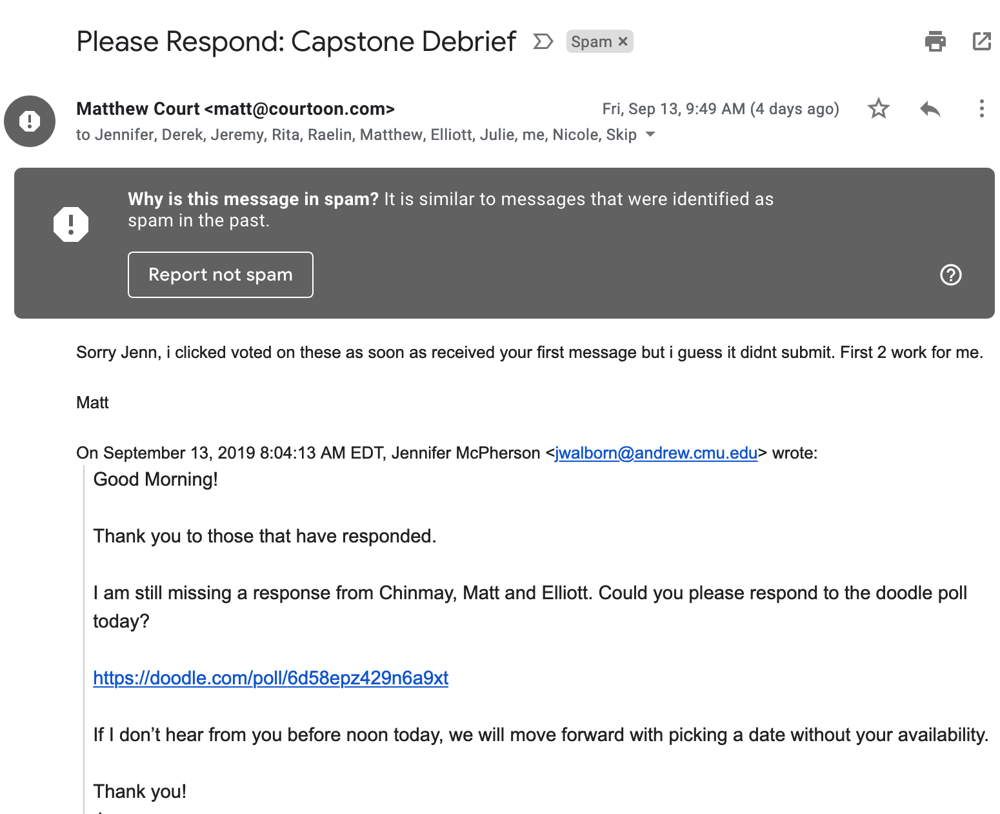 Please Respond: Capstone Debrief
Spam ×
Matthew Court <matt@courtoon.com>
Fri, Sep 13, 9:49 AM (4 days ago)
to Jennifer, Derek, Jeremy, Rita, Raelin, Matthew, Elliott, Julie, me, Nicole, Skip
Why is this message in spam? It is similar to messages that were identified as
spam in the past.
Report not spam
Sorry Jenn, i clicked voted on these as soon as received your first message but i guess it didnt submit. First 2 work for me.
Matt
On September 13, 2019 8:04:13 AM EDT, Jennifer McPherson <jwalborn@andrew.cmu.edu> wrote:
Good Morning!
Thank you to those that have responded.
I am still missing a response from Chinmay, Matt and Elliott. Could you please respond to the doodle poll
today?
https://doodle.com/poll/6d58epz429n6a9xt
If I don’t hear from you before noon today, we will move forward with picking a date without your availability.
Thank you!